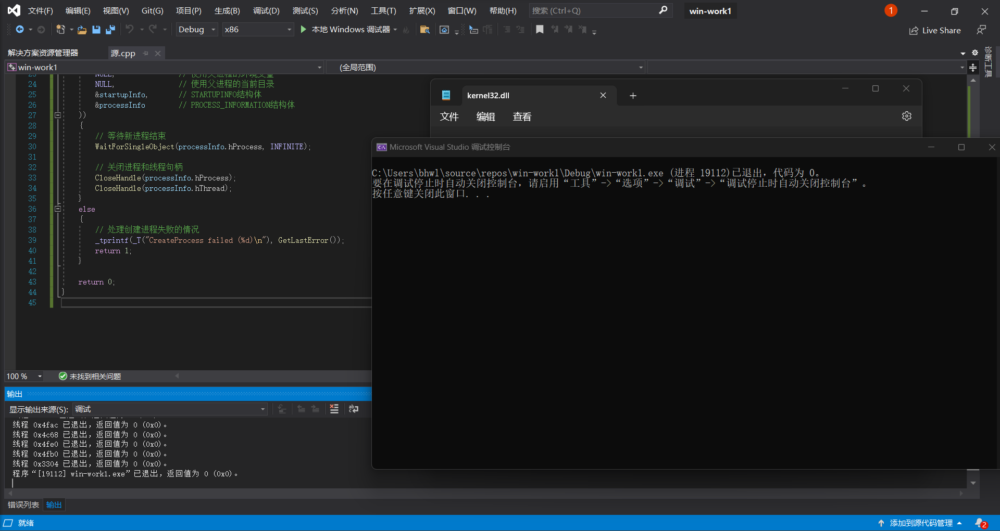 文件(F) 编辑(E) 视图(V) Git(G) 项目(P) 生成(B) 调试(D) 测试(S) 分析(N) 工具(T) 扩展(X) 窗口(W) 帮助(H) 搜索 (Ctrl+Q) win-work1 1
Debug x86 本地 Windows 调试器 Live Share
解决方案资源管理器 源.cpp
诊断工具
win-work1 (全局范围)
23 NULL, // 使用父进程的环境变量
24 NULL, // 使用父进程的当前目录
25 &startupInfo, // STARTUPINFO结构体
26 &processInfo // PROCESS_INFORMATION结构体
27 ))
28 {
29 // 等待新进程结束
30 WaitForSingleObject(processInfo.hProcess, INFINITE);
31
32 // 关闭进程和线程句柄
33 CloseHandle(processInfo.hProcess);
34 CloseHandle(processInfo.hThread);
35 }
36 else
37 {
38 // 处理创建进程失败的情况
39 _tprintf(_T("CreateProcess failed (%d)\n"), GetLastError());
40 return 1;
41 }
42
43 return 0;
44 }
45
kernel32.dll
文件 编辑 查看
Microsoft Visual Studio 调试控制台
C:\Users\bhwl\source\repos\win-work1\Debug\win-work1.exe (进程 19112)已退出，代码为 0。
要在调试停止时自动关闭控制台，请启用“工具”->“选项”->“调试”->“调试停止时自动关闭控制台”。
按任意键关闭此窗口. . .
100 % 未找到相关问题
输出
显示输出来源(S): 调试
线程 0x4fac 已退出，返回值为 0 (0x0)。
线程 0x4c68 已退出，返回值为 0 (0x0)。
线程 0x4fe0 已退出，返回值为 0 (0x0)。
线程 0x4fb0 已退出，返回值为 0 (0x0)。
线程 0x3304 已退出，返回值为 0 (0x0)。
程序“[19112] win-work1.exe”已退出，返回值为 0 (0x0)。
错误列表 输出
就绪 添加到源代码管理 2